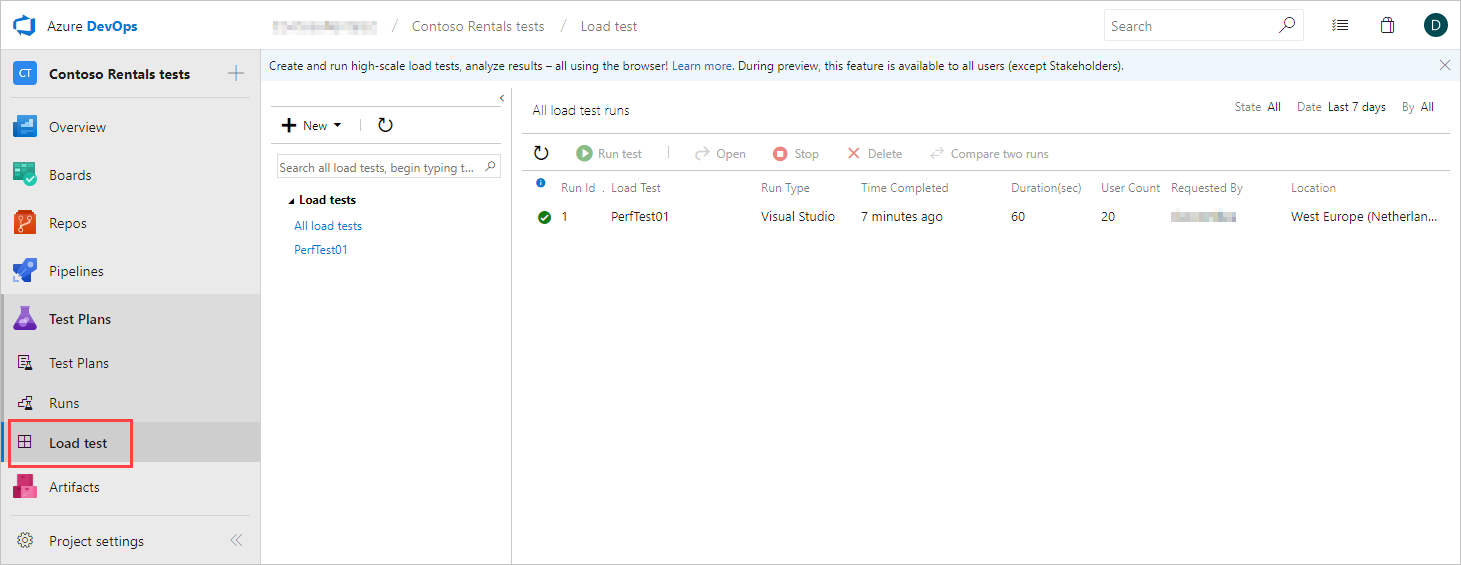 Azure DevOps
/ Contoso Rentals tests / Load test
Search
D
CT Contoso Rentals tests
Overview
Boards
Repos
Pipelines
Test Plans
Test Plans
Runs
Load test
Artifacts
Project settings
Create and run high-scale load tests, analyze results – all using the browser! Learn more. During preview, this feature is available to all users (except Stakeholders).
New
Search all load tests, begin typing t...
Load tests
All load tests
PerfTest01
All load test runs
State All Date Last 7 days By All
Run test Open Stop Delete Compare two runs
Run Id . Load Test Run Type Time Completed Duration(sec) User Count Requested By Location
1 PerfTest01 Visual Studio 7 minutes ago 60 20 West Europe (Netherlan...